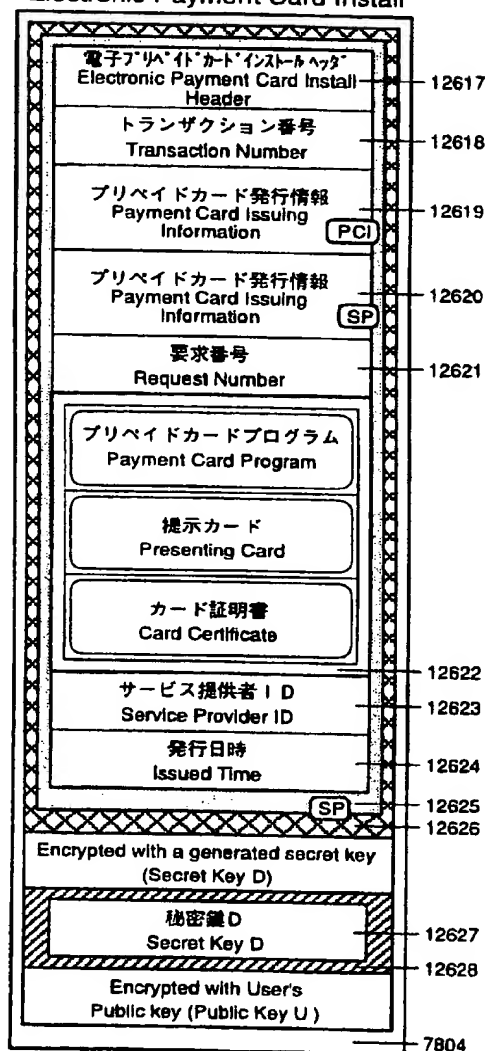 Electronic Payment Card Install
電子プリペイドカードインストールヘッダ
Electronic Payment Card Install
Header
12617
トランザクション番号
Transaction Number
12618
プリペイドカード発行情報
Payment Card Issuing
Information
PCI
12619
プリペイドカード発行情報
Payment Card Issuing
Information
SP
12620
要求番号
Request Number
12621
プリペイドカードプログラム
Payment Card Program
提示カード
Presenting Card
カード証明書
Card Certificate
12622
サービス提供者ID
Service Provider ID
12623
発行日時
Issued Time
12624
SP
12625
12626
Encrypted with a generated secret key
(Secret Key D)
秘密鍵D
Secret Key D
12627
12628
Encrypted with User's
Public key (Public Key U)
7804